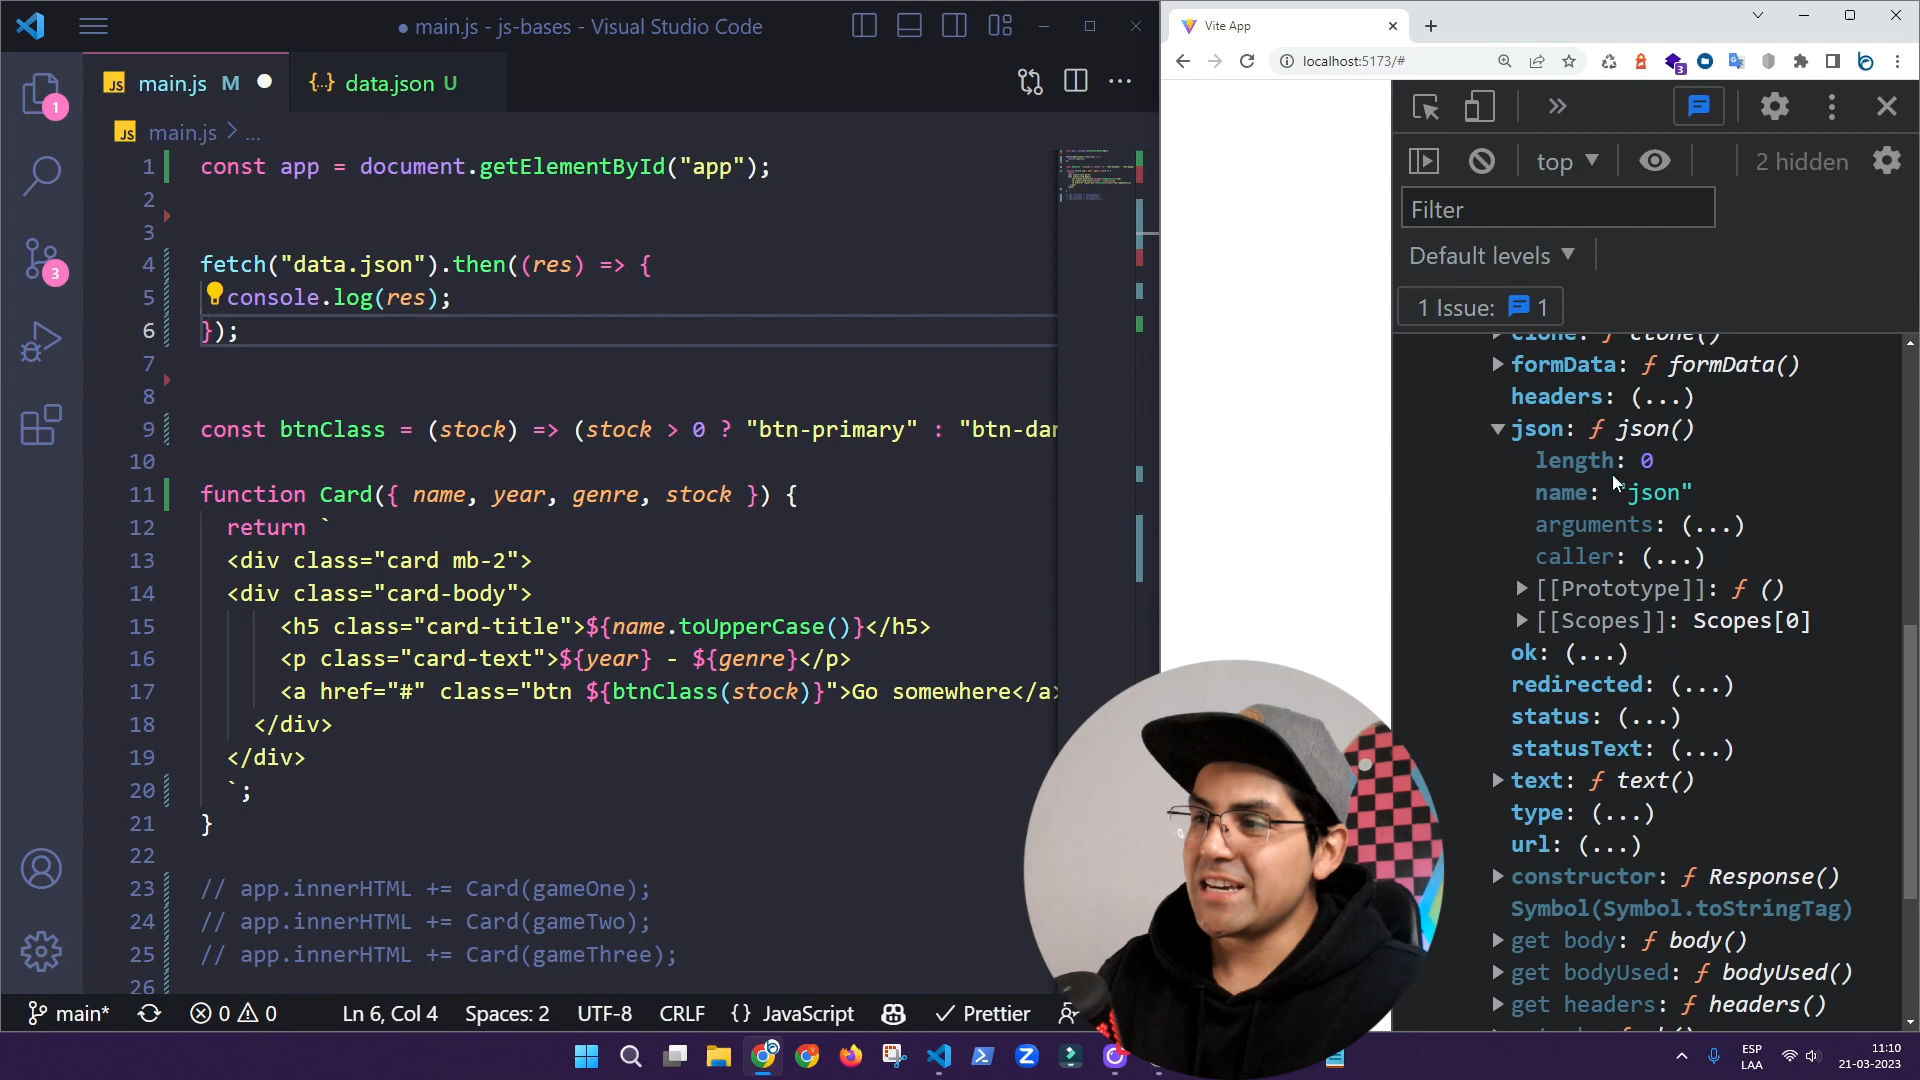 main.js - js-bases - Visual Studio Code
main.js M
data.json U
main.js > ...
1 const app = document.getElementById("app");
2
3
4 fetch("data.json").then((res) => {
5 console.log(res);
6 });
7
8
9 const btnClass = (stock) => (stock > 0 ? "btn-primary" : "btn-dan
10
11 function Card({ name, year, genre, stock }) {
12 return `
13 <div class="card mb-2">
14 <div class="card-body">
15 <h5 class="card-title">${name.toUpperCase()}</h5>
16 <p class="card-text">${year} - ${genre}</p>
17 <a href="#" class="btn ${btnClass(stock)}">Go somewhere</a>
18 </div>
19 </div>
20 `;
21 }
22
23 // app.innerHTML += Card(gameOne);
24 // app.innerHTML += Card(gameTwo);
25 // app.innerHTML += Card(gameThree);
26
1
3
main* 0 0 Ln 6, Col 4 Spaces: 2 UTF-8 CRLF {} JavaScript Prettier
Vite App
localhost:5173/#
3
top
2 hidden
Filter
Default levels
1 Issue: 1
clone: ƒ clone()
formData: ƒ formData()
headers: (...)
json: ƒ json()
length: 0
name: "json"
arguments: (...)
caller: (...)
[[Prototype]]: ƒ ()
[[Scopes]]: Scopes[0]
ok: (...)
redirected: (...)
status: (...)
statusText: (...)
text: ƒ text()
type: (...)
url: (...)
constructor: ƒ Response()
Symbol(Symbol.toStringTag)
get body: ƒ body()
get bodyUsed: ƒ bodyUsed()
get headers: ƒ headers()
ESP
LAA
11:10
21-03-2023